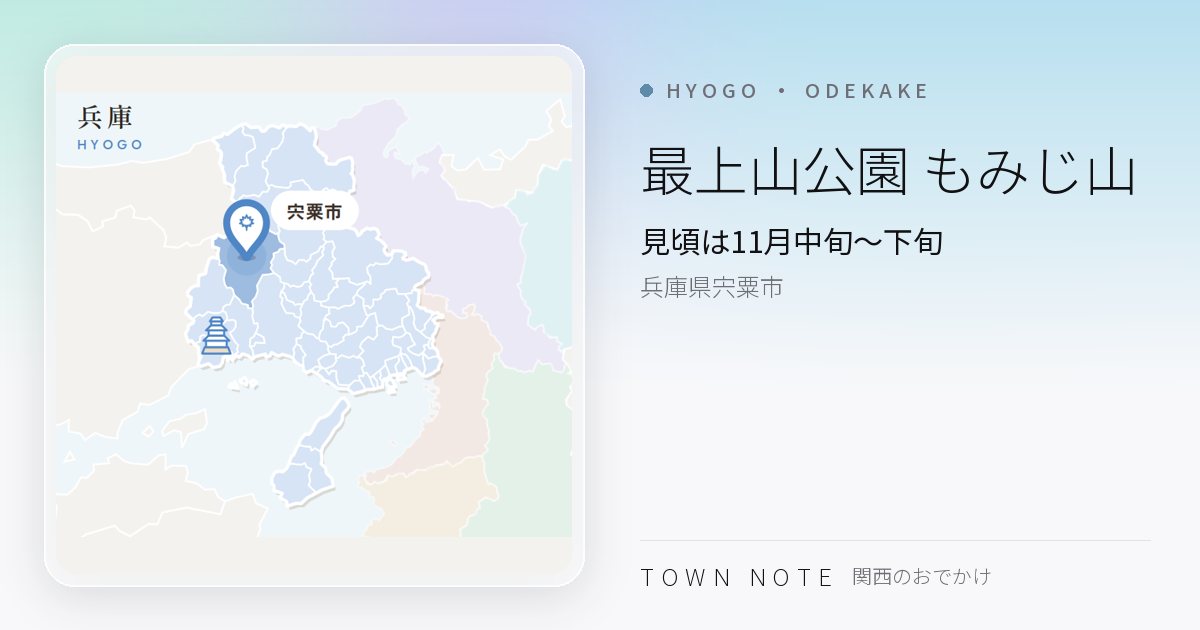 兵庫
HYOGO
宍粟市
HYOGO • ODEKAKE
最上山公園 もみじ山
見頃は11月中旬〜下旬
兵庫県宍粟市
TOWN NOTE 関西のおでかけ